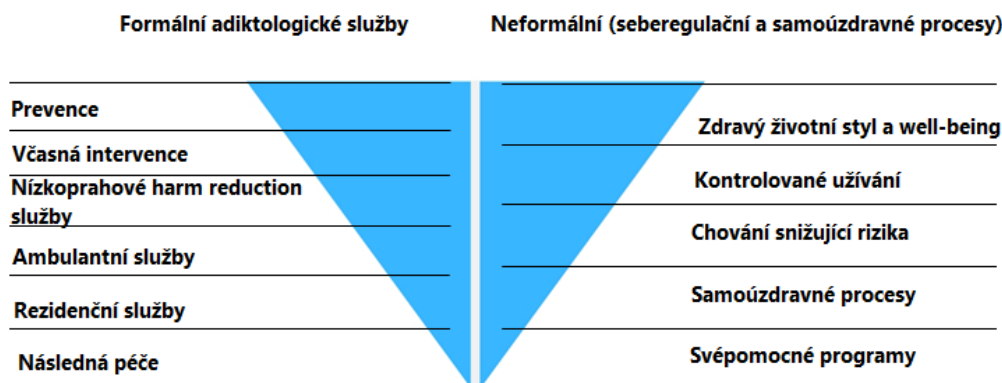 Formální adiktologické služby
Neformální (seberegulační a samoúzdravné procesy)
Prevence
Včasná intervence
Nízkoprahové harm reduction
služby
Ambulantní služby
Rezidenční služby
Následná péče
Zdravý životní styl a well-being
Kontrolované užívání
Chování snižující rizika
Samoúzdravné procesy
Svépomocné programy